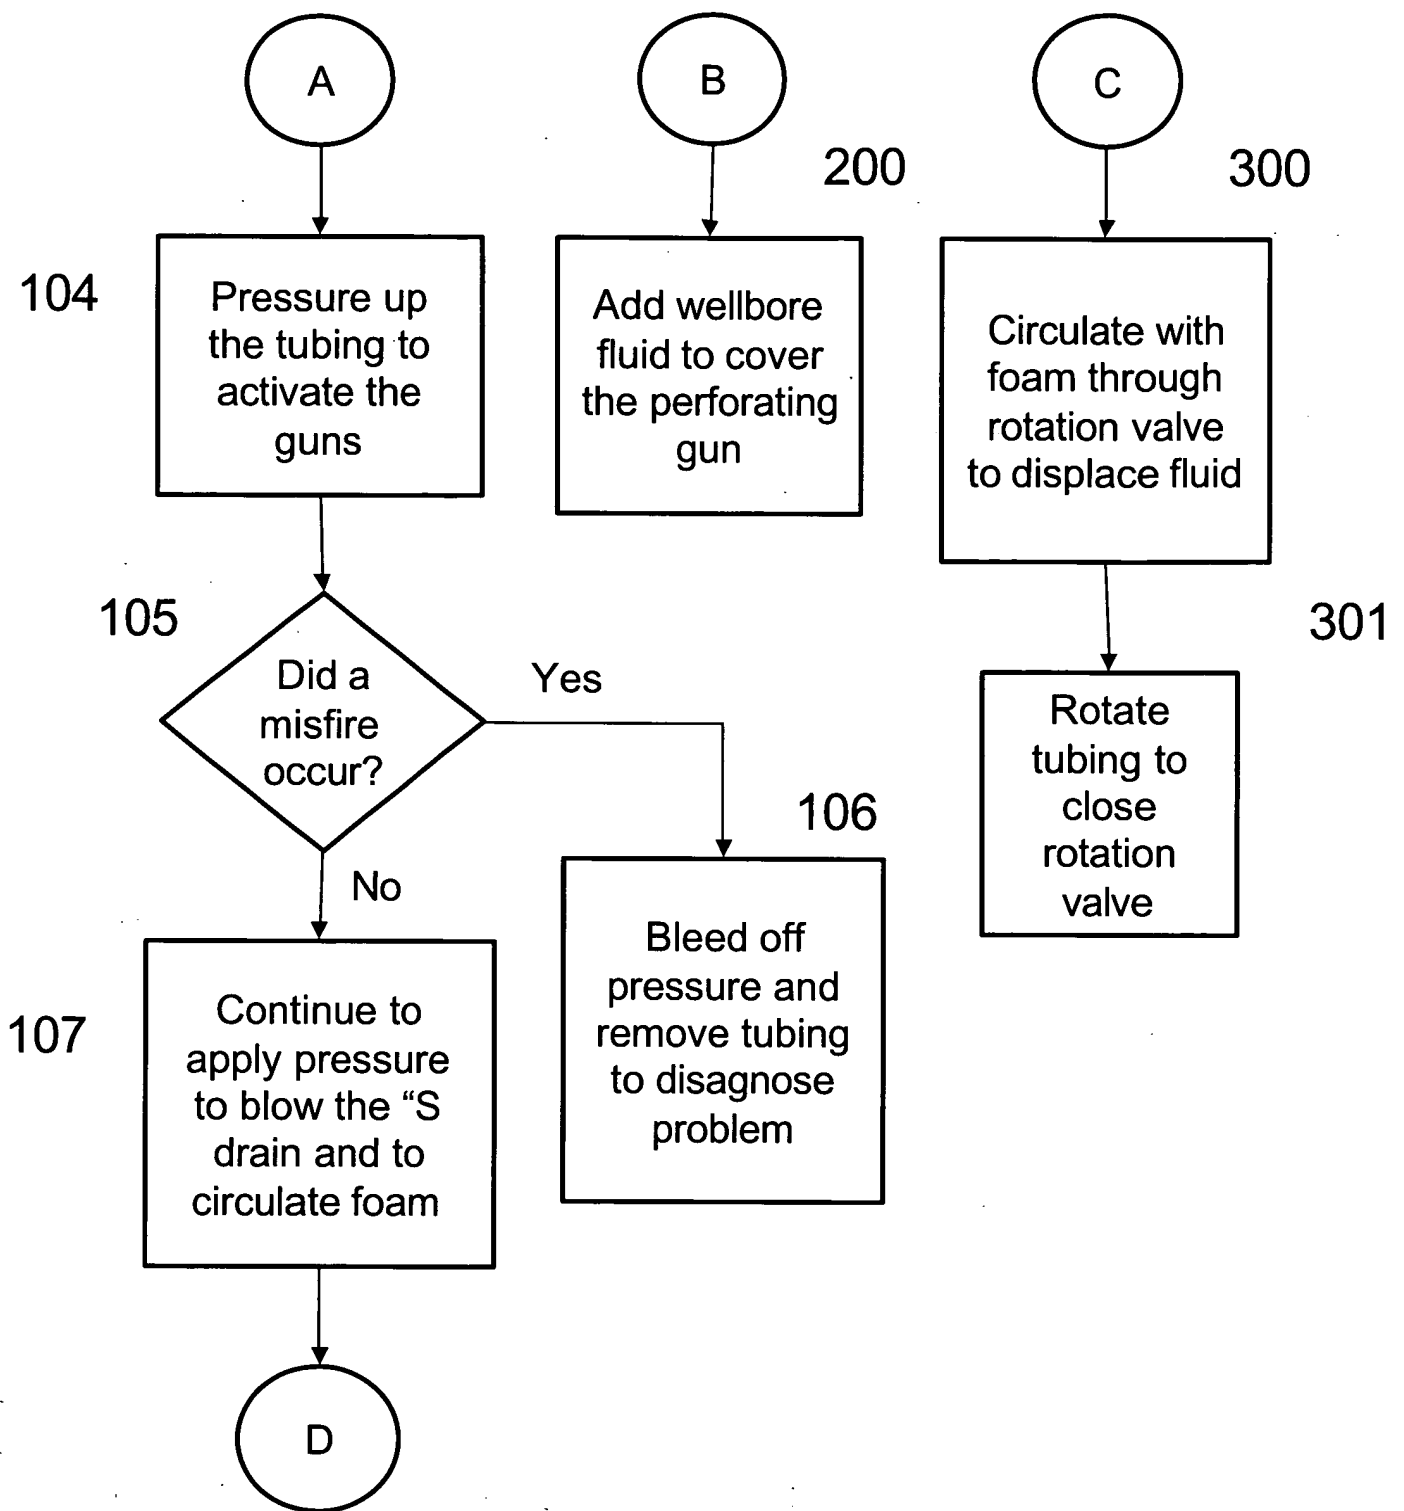 A
B
C
200
300
104
Pressure up
the tubing to
activate the
guns
Add wellbore
fluid to cover
the perforating
gun
Circulate with
foam through
rotation valve
to displace fluid
105
Did a
misfire
occur?
Yes
301
Rotate
tubing to
close
rotation
valve
106
No
Bleed off
pressure and
remove tubing
to disagnose
problem
107
Continue to
apply pressure
to blow the “S
drain and to
circulate foam
D